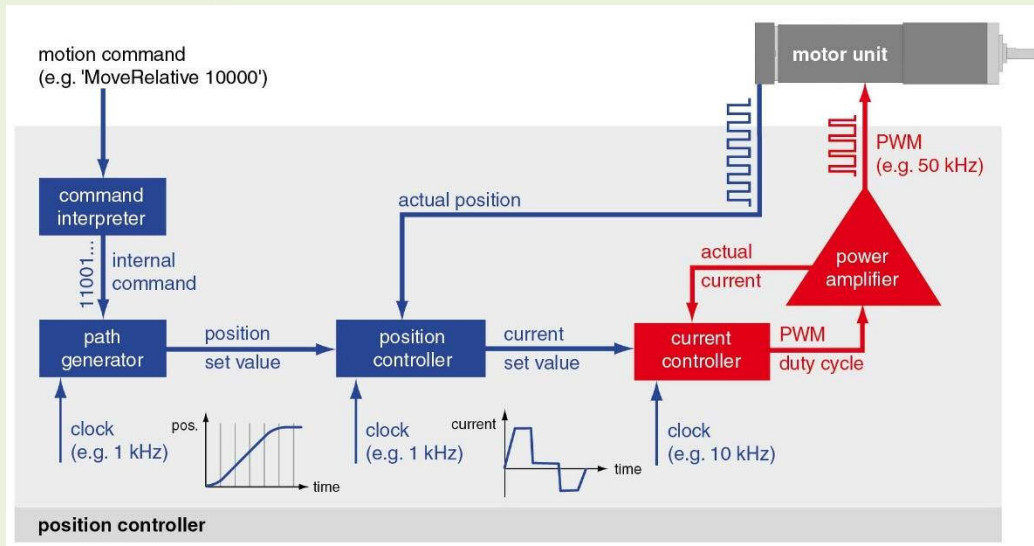 motion command
(e.g. 'MoveRelative 10000')
motor unit
PWM
(e.g. 50 kHz)
command
interpreter
actual position
11001...
internal
command
actual
current
power
amplifier
path
generator
position
set value
position
controller
current
set value
current
controller
PWM
duty cycle
clock
(e.g. 1 kHz)
pos.
time
clock
(e.g. 1 kHz)
current
time
clock
(e.g. 10 kHz)
position controller